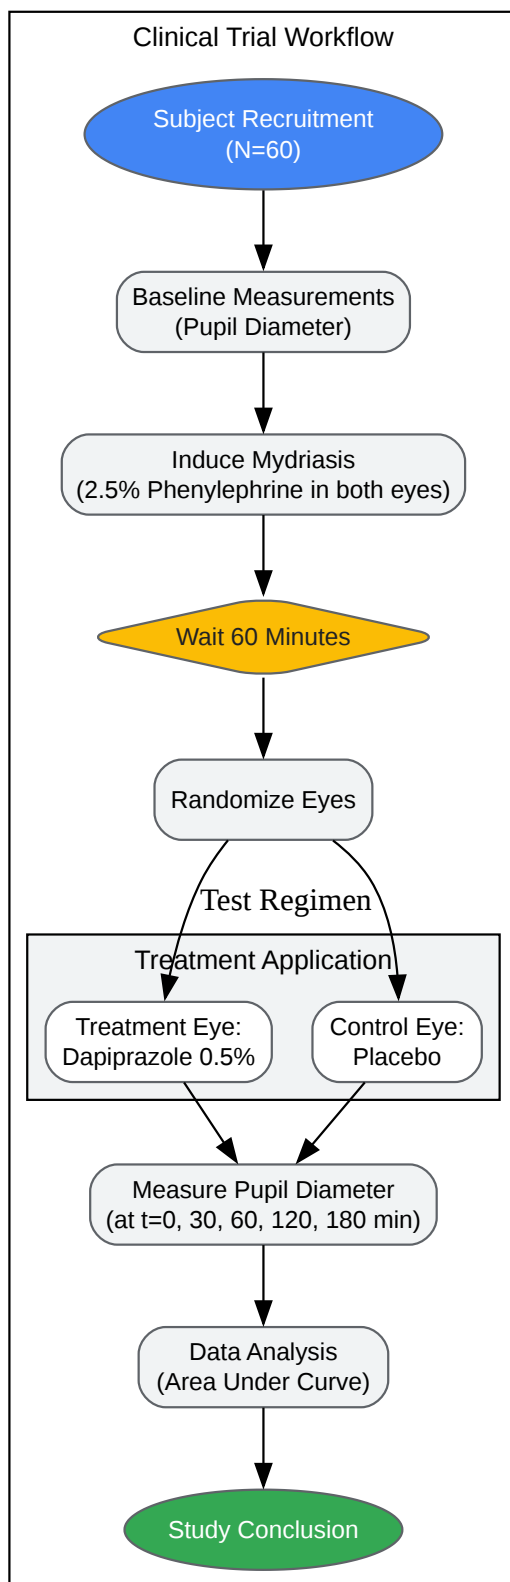 Clinical Trial Workflow
Subject Recruitment
(N=60)
Baseline Measurements
(Pupil Diameter)
Induce Mydriasis
(2.5% Phenylephrine in both eyes)
Wait 60 Minutes
Randomize Eyes
Test Regimen
Treatment Application
Treatment Eye:
Dapiprazole 0.5%
Control Eye:
Placebo
Measure Pupil Diameter
(at t=0, 30, 60, 120, 180 min)
Data Analysis
(Area Under Curve)
Study Conclusion